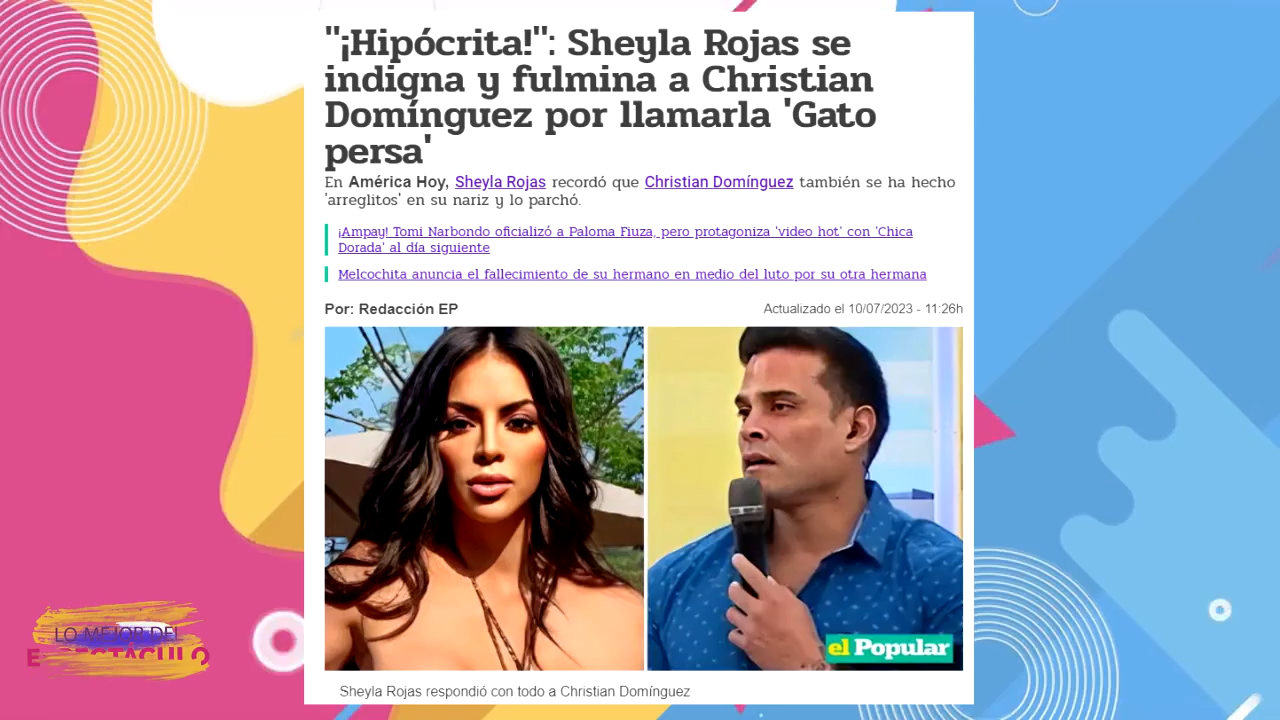 "¡Hipócrita!": Sheyla Rojas se
indigna y fulmina a Christian
Domínguez por llamarla 'Gato
persa'
En América Hoy, Sheyla Rojas recordó que Christian Domínguez también se ha hecho
'arreglitos' en su nariz y lo parchó.
¡Ampay! Tomi Narbondo oficializó a Paloma Fiuza, pero protagoniza 'video hot' con 'Chica
Dorada' al día siguiente
Melcochita anuncia el fallecimiento de su hermano en medio del luto por su otra hermana
Por: Redacción EP
Actualizado el 10/07/2023 - 11:26h
el Popular
Sheyla Rojas respondió con todo a Christian Domínguez
LO MEJOR DEL